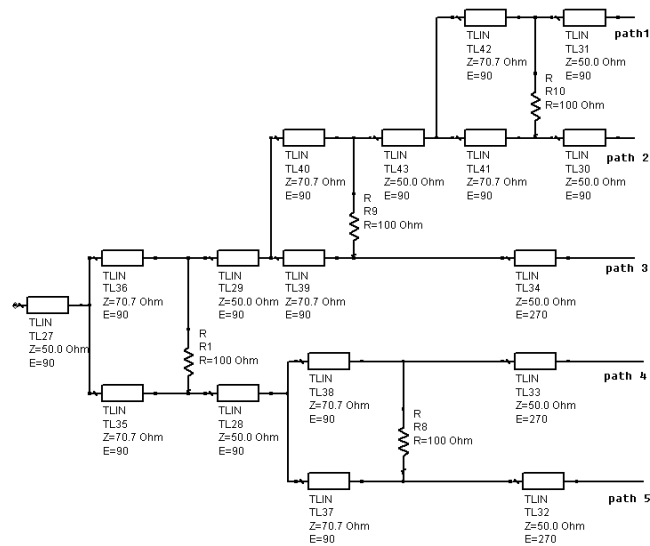 TLIN
TL42
Z=70.7 Ohm
E=90
TLIN
TL31
Z=50.0 Ohm
E=90
path1
R
R10
R=100 Ohm
TLIN
TL40
Z=70.7 Ohm
E=90
TLIN
TL43
Z=50.0 Ohm
E=90
TLIN
TL41
Z=70.7 Ohm
E=90
TLIN
TL30
Z=50.0 Ohm
E=90
path 2
R
R9
R=100 Ohm
TLIN
TL36
Z=70.7 Ohm
E=90
TLIN
TL29
Z=50.0 Ohm
E=90
TLIN
TL39
Z=70.7 Ohm
E=90
TLIN
TL34
Z=50.0 Ohm
E=270
path 3
TLIN
TL27
Z=50.0 Ohm
E=90
R
R1
R=100 Ohm
TLIN
TL38
Z=70.7 Ohm
E=90
TLIN
TL33
Z=50.0 Ohm
E=270
path 4
TLIN
TL35
Z=70.7 Ohm
E=90
TLIN
TL28
Z=50.0 Ohm
E=90
R
R8
R=100 Ohm
TLIN
TL37
Z=70.7 Ohm
E=90
TLIN
TL32
Z=50.0 Ohm
E=270
path 5